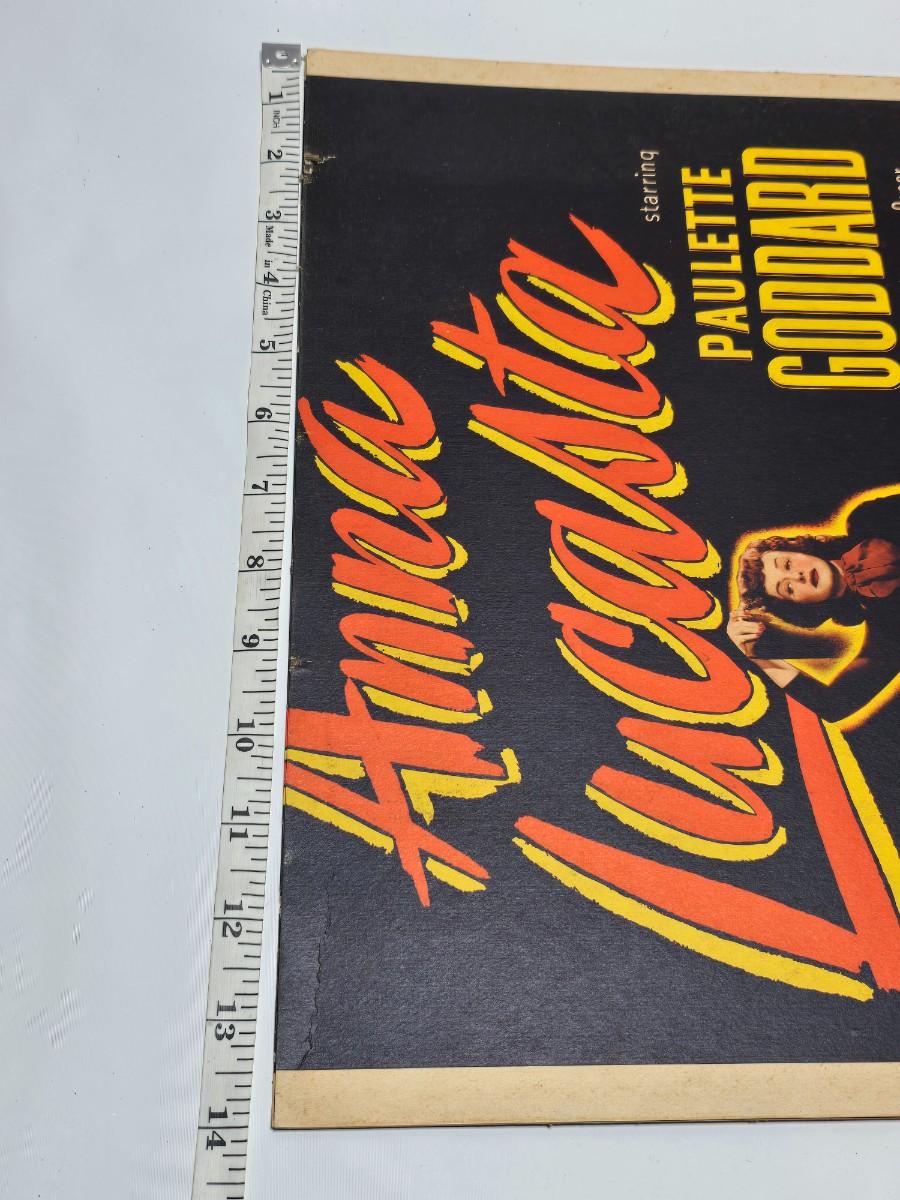 Anna
Lucasta
starring
PAULETTE
GODDARD
1
INCH
2
3
Made in China
4
5
6
7
8
9
10
11
12
13
14